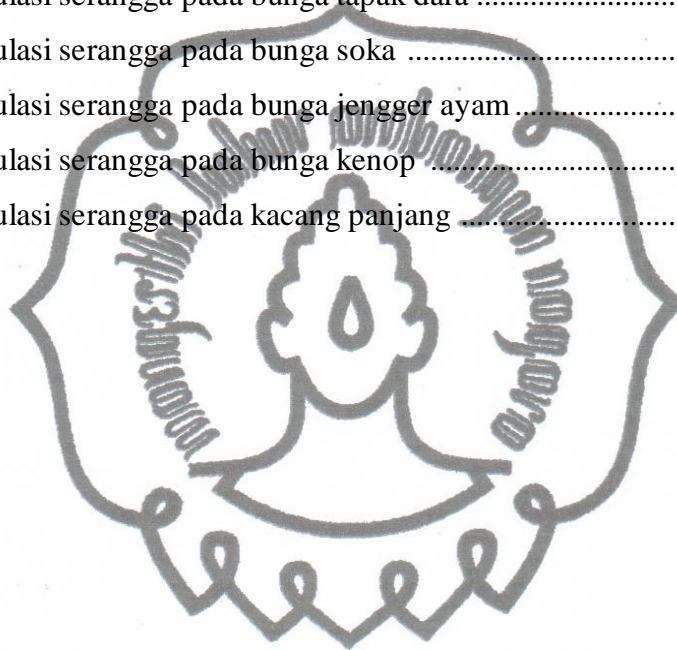 ulasi serangga pada bunga tapak dara ........................
ulasi serangga pada bunga soka ................................
ulasi serangga pada bunga jengger ayam ...................
ulasi serangga pada bunga kenop ..............................
ulasi serangga pada kacang panjang .........................